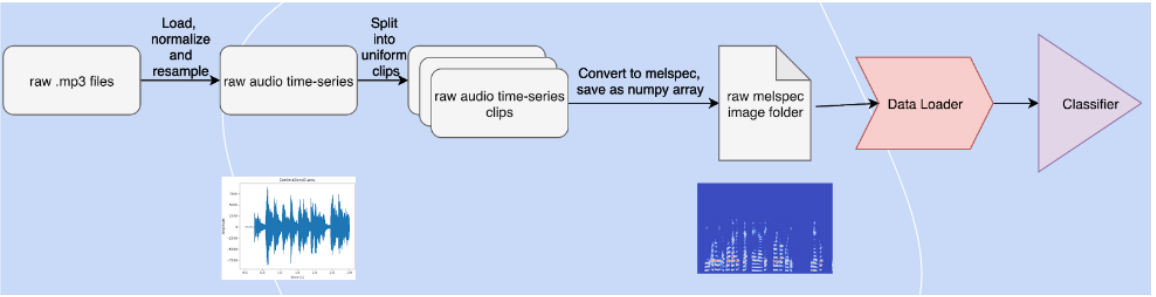 Load,
normalize
and
resample
Split
into
uniform
clips
raw .mp3 files
raw audio time-series
raw audio time-series
clips
Convert to melspec,
save as numpy array
raw melspec
image folder
Data Loader
Classifier